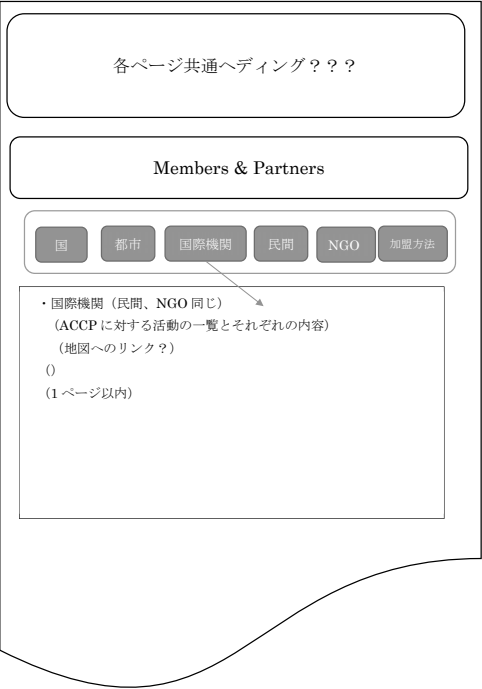 各ページ共通ヘディング？？？
Members & Partners
国 都市 国際機関 民間 NGO 加盟方法
・国際機関（民間、NGO 同じ）
（ACCP に対する活動の一覧とそれぞれの内容）
（地図へのリンク？）
()
（1 ページ以内）